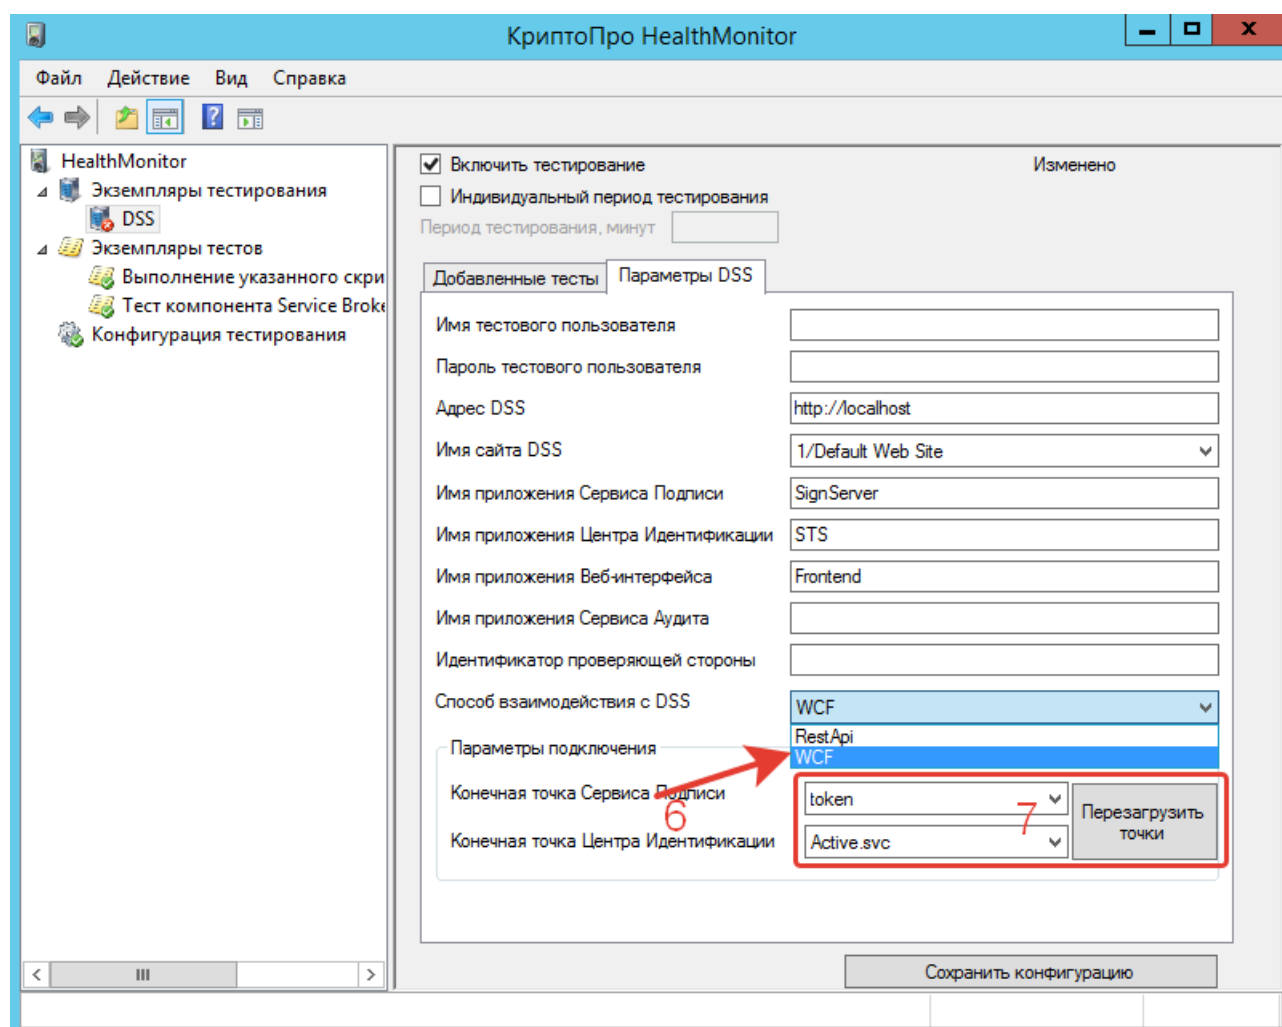 КриптоПро HealthMonitor
Файл Действие Вид Справка
HealthMonitor
Экземпляры тестирования
DSS
Экземпляры тестов
Выполнение указанного скри
Тест компонента Service Broke
Конфигурация тестирования
Включить тестирование
Изменено
Индивидуальный период тестирования
Период тестирования, минут
Добавленные тесты
Параметры DSS
Имя тестового пользователя
Пароль тестового пользователя
Адрес DSS
http://localhost
Имя сайта DSS
1/Default Web Site
Имя приложения Сервиса Подписи
SignServer
Имя приложения Центра Идентификации
STS
Имя приложения Веб-интерфейса
Frontend
Имя приложения Сервиса Аудита
Идентификатор проверяющей стороны
Способ взаимодействия с DSS
WCF
RestApi
WCF
Параметры подключения
Конечная точка Сервиса Подписи
token
6
7
Перезагрузить
точки
Конечная точка Центра Идентификации
Active.svc
Сохранить конфигурацию